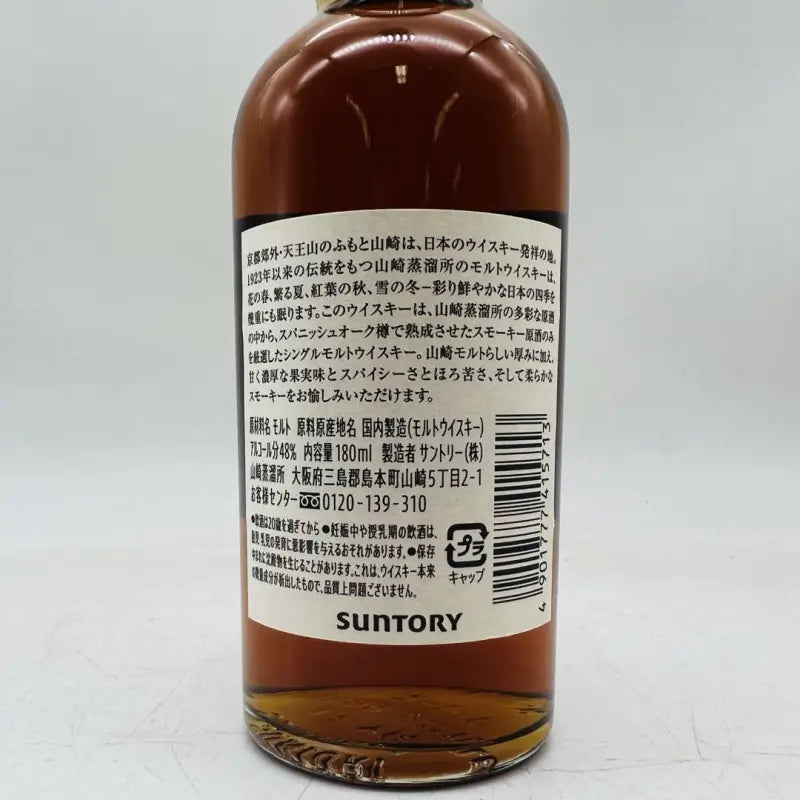 京都郊外・天王山のふもと山崎は、日本のウイスキー発祥の地。
1923年以来の伝統をもつ山崎蒸溜所のモルトウイスキーは、
花の春、繁る夏、紅葉の秋、雪の冬−彩り鮮やかな日本の四季を
幾重にも眠ります。このウイスキーは、山崎蒸溜所の多彩な原酒
の中から、スパニッシュオーク樽で熟成させたスモーキー原酒のみ
を厳選したシングルモルトウイスキー。山崎モルトらしい厚みに加え、
甘く濃厚な果実味とスパイシーさとほろ苦さ、そして柔らかな
スモーキーをお愉しみいただけます。
原材料名 モルト 原料原産地名 国内製造(モルトウイスキー)
アルコール分48% 内容量180ml 製造者 サントリー(株)
山崎蒸溜所 大阪府三島郡島本町山崎5丁目2-1
お客様センター 0120-139-310
●飲酒は20歳を過ぎてから ●妊娠中や授乳期の飲酒は、
胎児・乳児の発育に悪影響を与えるおそれがあります。●保存
中まれに沈殿物を生じることがあります。これは、ウイスキー本来
の香味成分が析出したもので、品質上問題ございません。
プラ
キャップ
4 901777 415713
SUNTORY